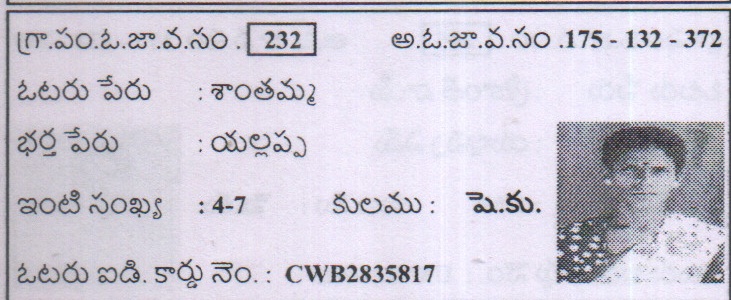 గ్రా.పం.ఓ.జా.వ.సం . 232 అ.ఓ.జా.వ.సం .175 - 132 - 372
ఓటరు పేరు : శాంతమ్మ
భర్త పేరు : యల్లప్ప
ఇంటి సంఖ్య : 4-7 కులము : షె.కు.
ఓటరు ఐడి. కార్డు నెం. : CWB2835817